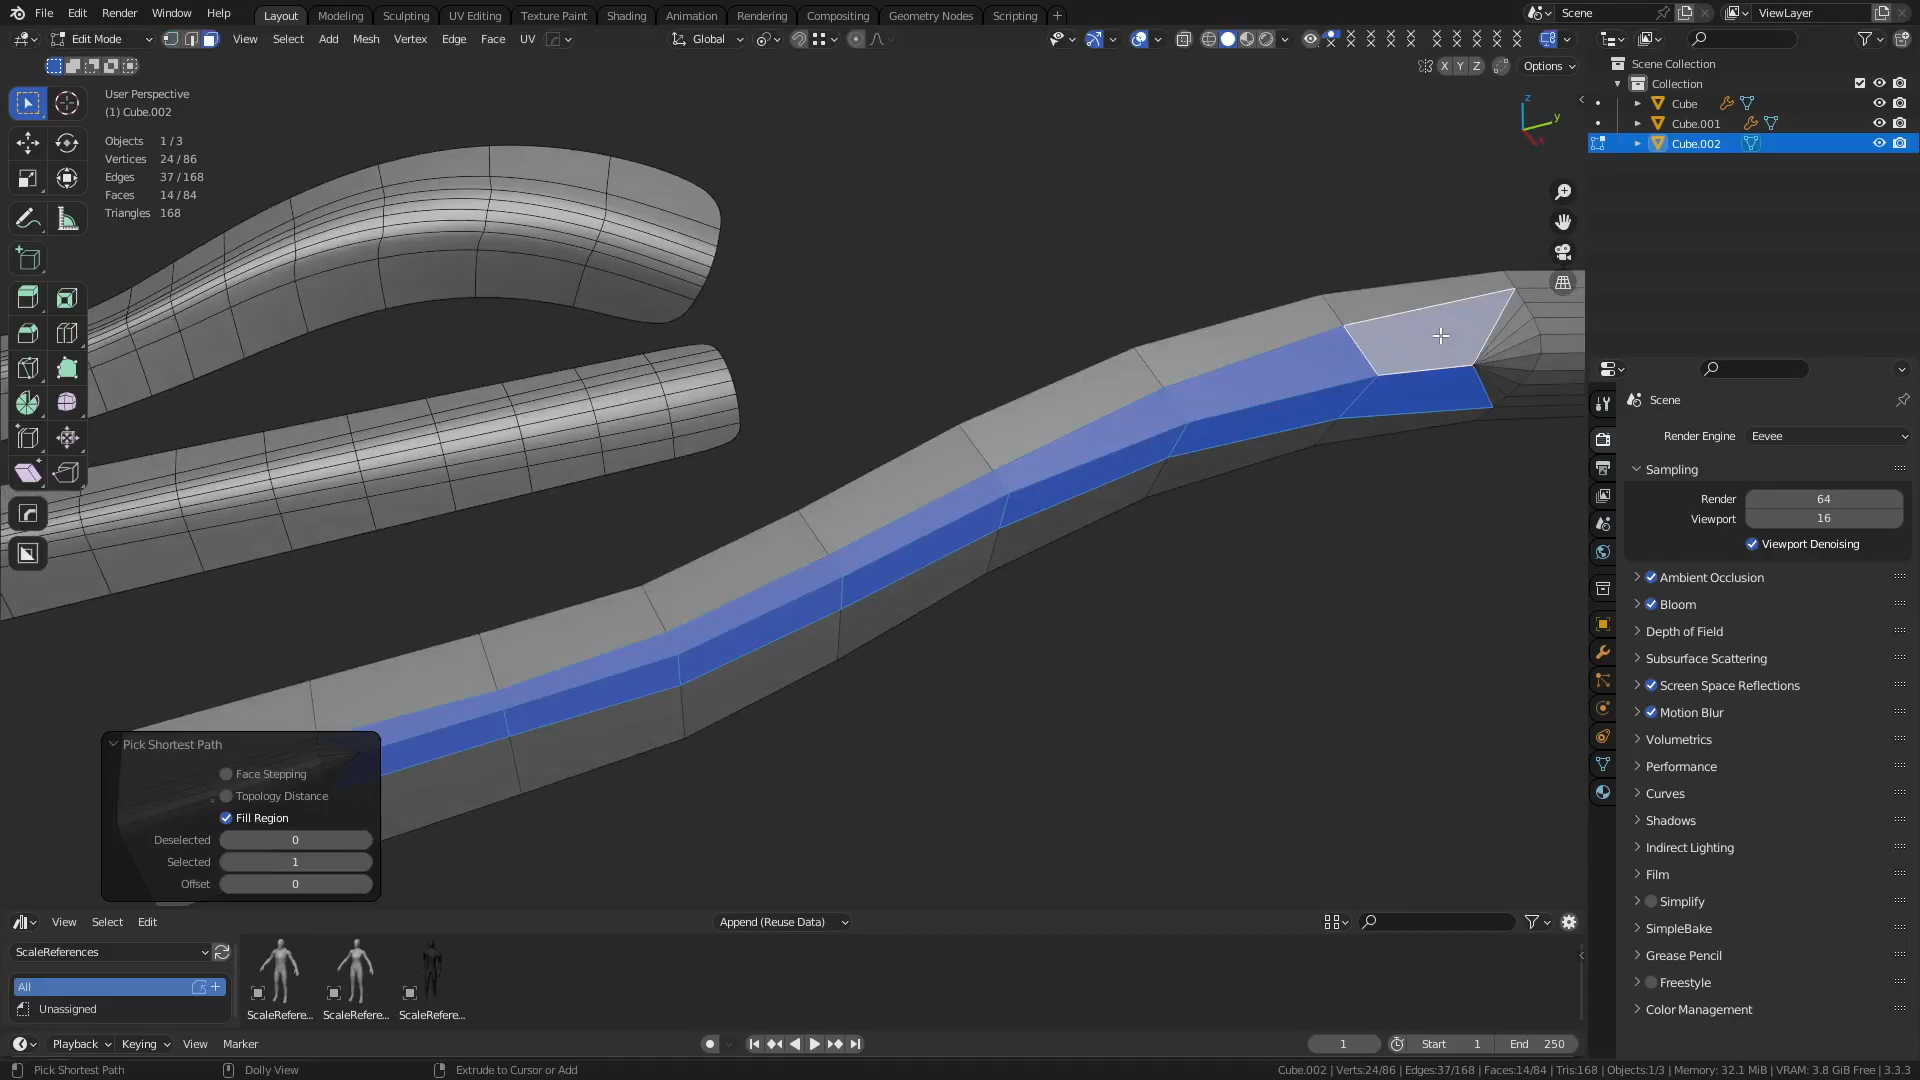 File Edit Render Window Help Layout Modeling Sculpting UV Editing Texture Paint Shading Animation Rendering Compositing Geometry Nodes Scripting + Scene ViewLayer
Edit Mode View Select Add Mesh Vertex Edge Face UV Global
X Y Z Options
User Perspective
(1) Cube.002
Objects 1 / 3
Vertices 24 / 86
Edges 37 / 168
Faces 14 / 84
Triangles 168
z
y
Scene Collection
Collection
Cube
Cube.001
Cube.002
Scene
Render Engine Eevee
Sampling
Render 64
Viewport 16
Viewport Denoising
Ambient Occlusion
Bloom
Depth of Field
Subsurface Scattering
Screen Space Reflections
Motion Blur
Volumetrics
Performance
Curves
Shadows
Indirect Lighting
Film
Simplify
SimpleBake
Grease Pencil
Freestyle
Color Management
Pick Shortest Path
Face Stepping
Topology Distance
Fill Region
Deselected 0
Selected 1
Offset 0
View Select Edit Append (Reuse Data)
ScaleReferences
All
Unassigned
ScaleRefere... ScaleRefere... ScaleRefere...
Playback Keying View Marker 1 Start 1 End 250
Pick Shortest Path Dolly View Extrude to Cursor or Add Cube.002 | Verts:24/86 | Edges:37/168 | Faces:14/84 | Tris:168 | Objects:1/3 | Memory: 32.1 MiB | VRAM: 3.8 GiB Free | 3.3.3